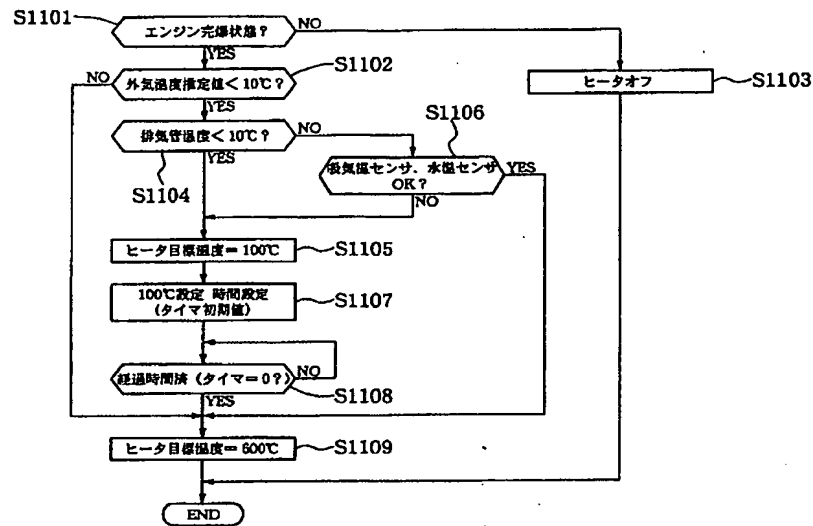 S1101
エンジン完爆状態?
NO
YES
外気温度推定値<10℃?
NO
S1102
YES
ヒータオフ
S1103
排気管温度<10℃?
NO
S1104
YES
S1106
吸気温センサ、水温センサ
OK?
YES
NO
ヒータ目標温度=100℃
S1105
100℃設定 時間設定
(タイマ初期値)
S1107
経過時間済(タイマ=0?)
NO
S1108
YES
ヒータ目標温度=600℃
S1109
END